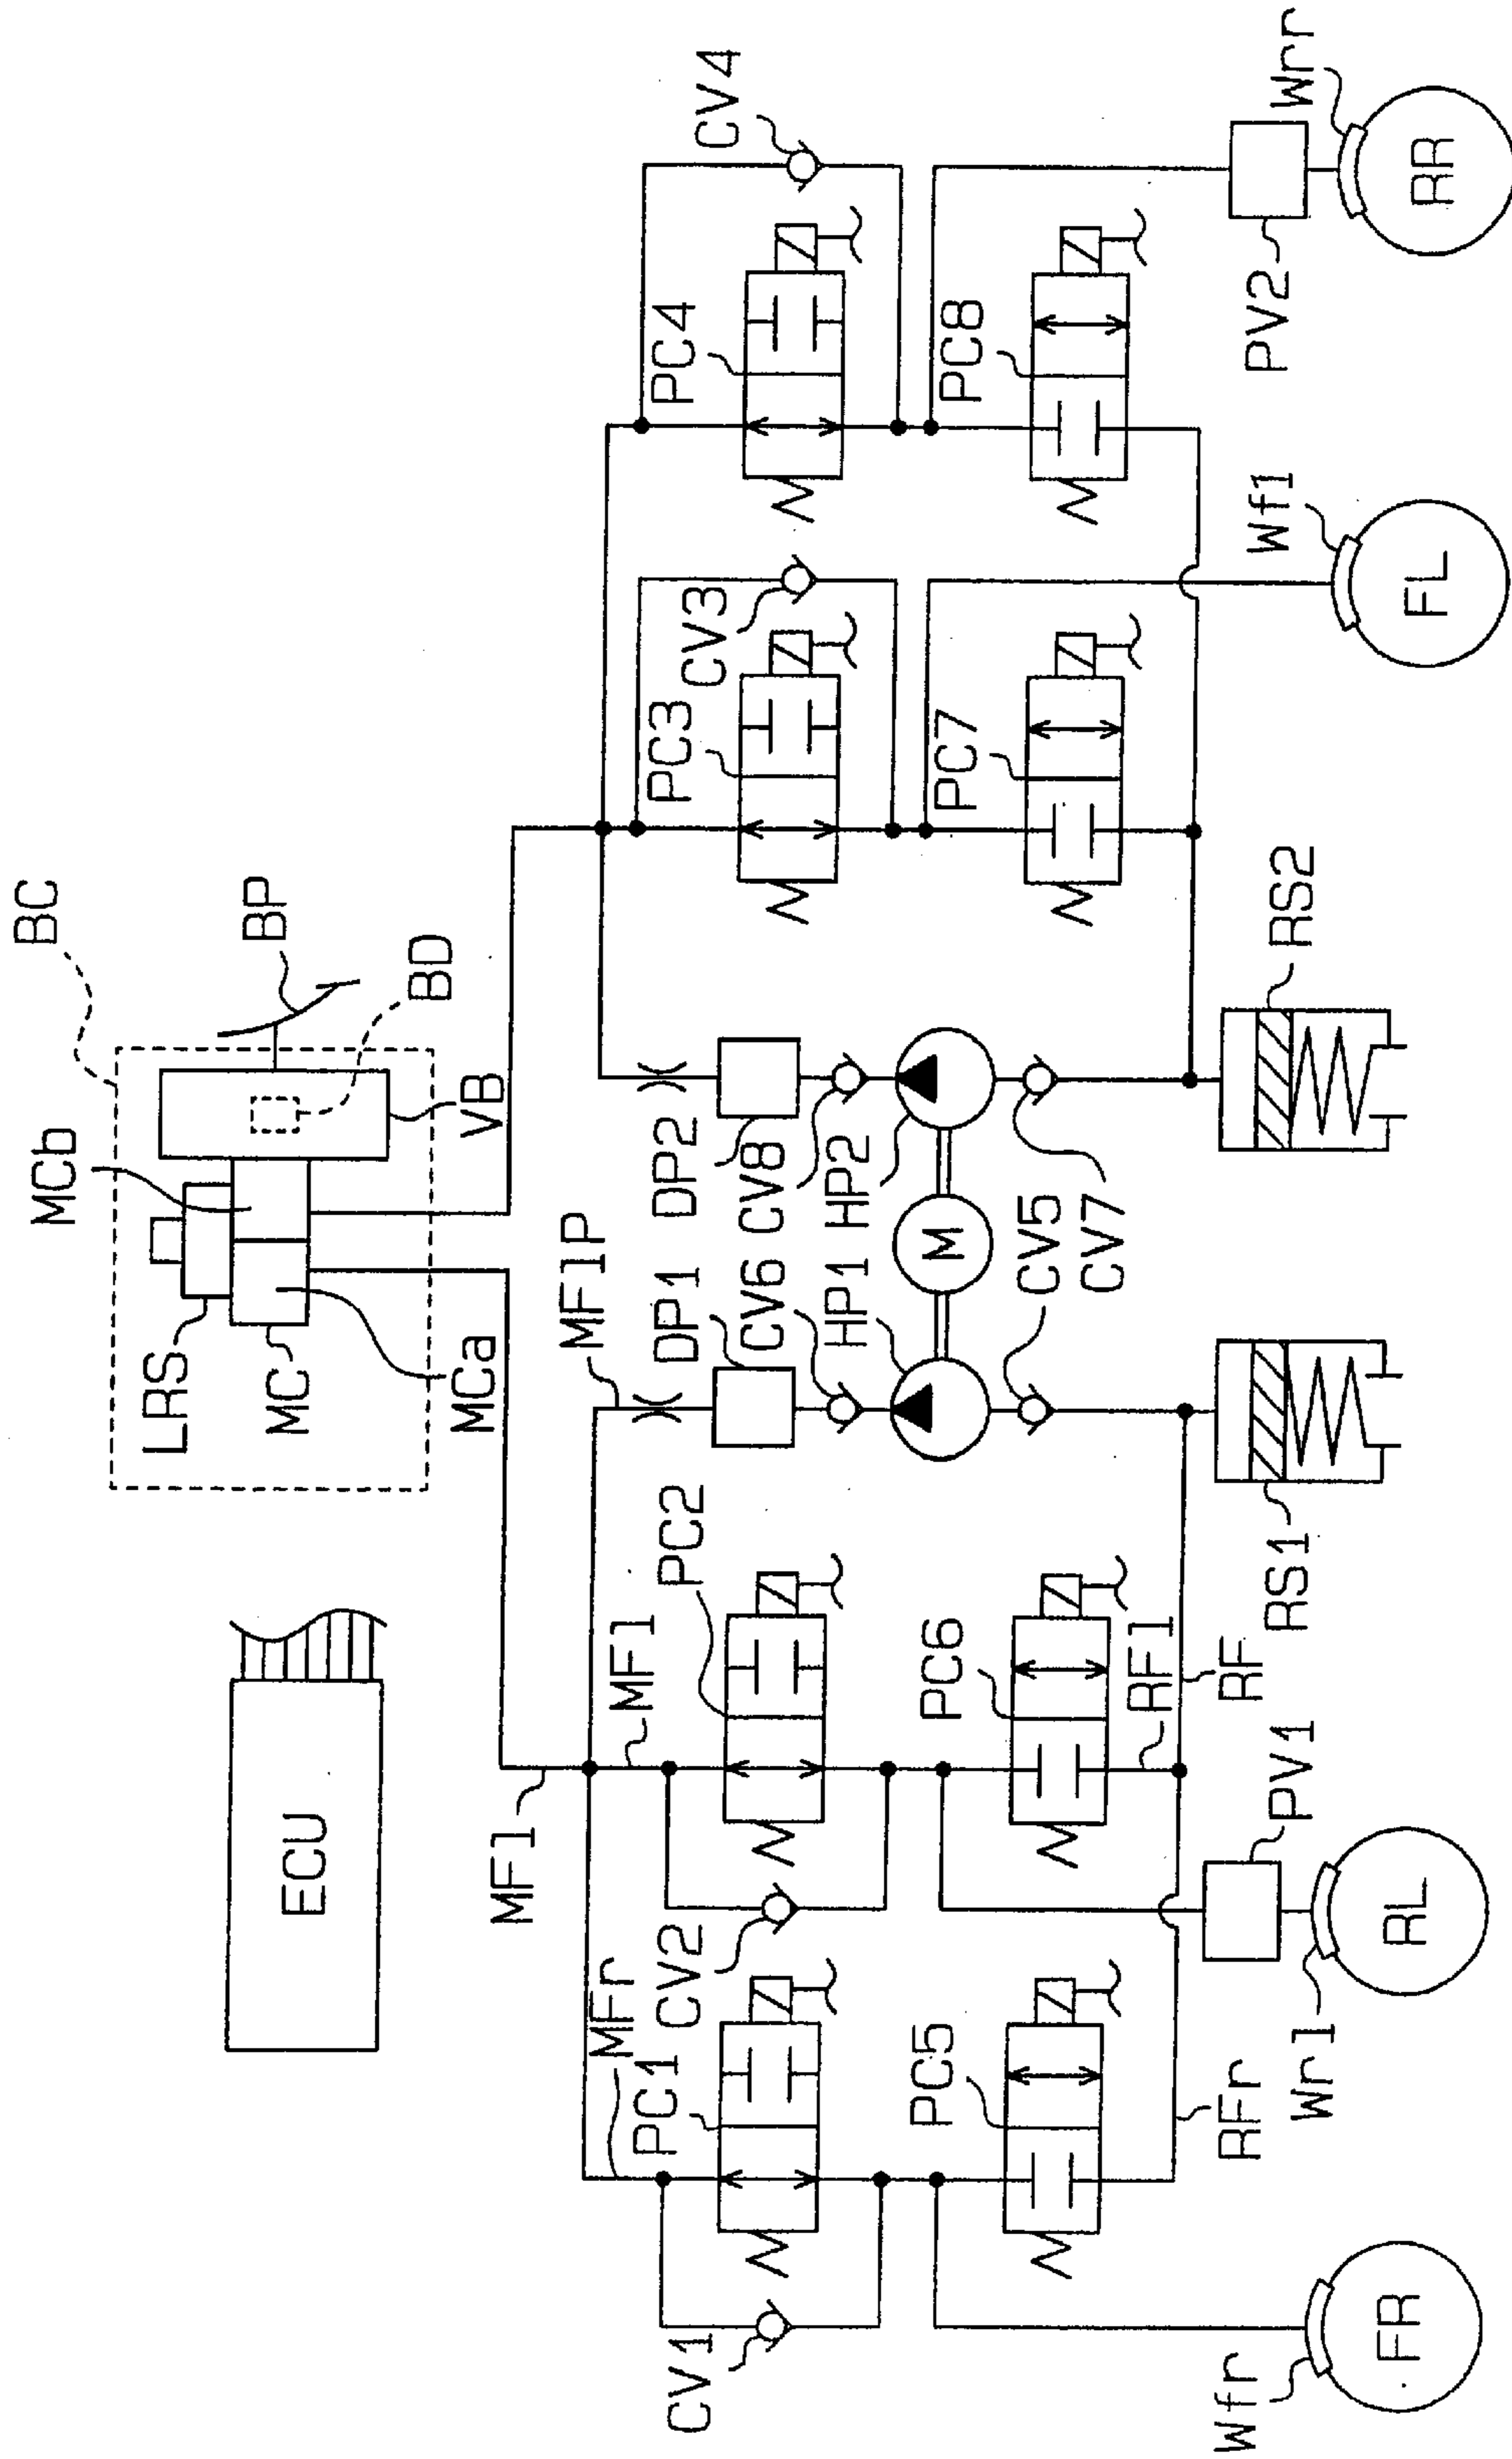 BC
BP
BD
VB
MCb
LRS
MC
MCa
ECU
MF1
MFr
MF1
MF1P
PC1
CV1
PC2
CV2
DP1
CV6
HP1
M
DP2
CV8
HP2
CV5
CV7
PC3
CV3
PC4
CV4
PC5
PC6
PC7
PC8
RFr
RF1
RF
RS1
RS2
PV1
PV2
Wfr
FR
Wr1
RL
Wf1
FL
Wrr
RR